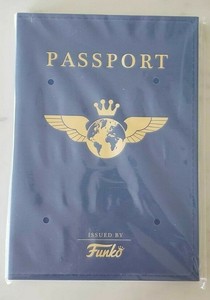 PASSPORT
ISSUED BY
Funko